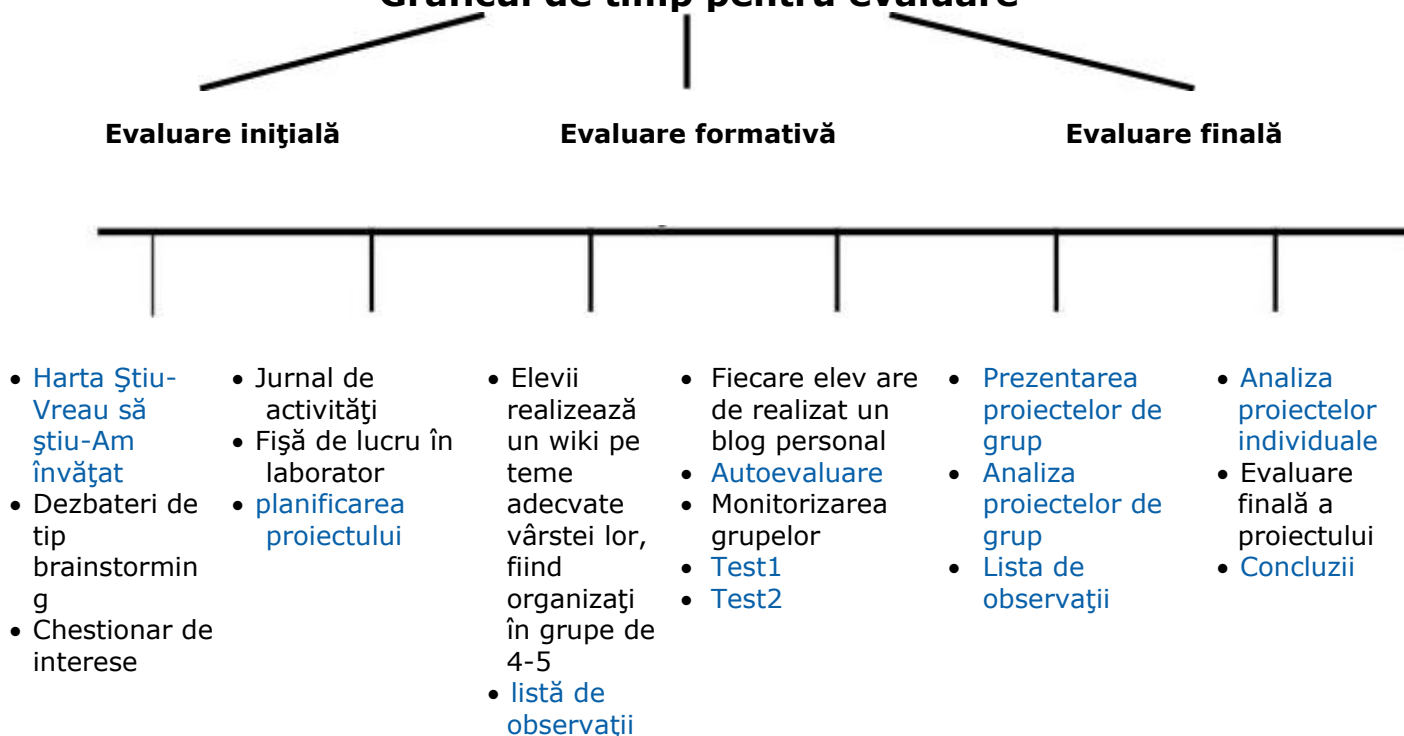 Graficul de timp pentru evaluare
Evaluare iniţială
Evaluare formativă
Evaluare finală
• Harta Ştiu-
Vreau să
ştiu-Am
învăţat
• Dezbateri de
tip
brainstormin
g
• Chestionar de
interese
• Jurnal de
activităţi
• Fişă de lucru în
laborator
• planificarea
proiectului
• Elevii
realizează
un wiki pe
teme
adecvate
vârstei lor,
fiind
organizaţi
în grupe de
4-5
• listă de
observaţii
• Fiecare elev are
de realizat un
blog personal
• Autoevaluare
• Monitorizarea
grupelor
• Test1
• Test2
• Prezentarea
proiectelor de
grup
• Analiza
proiectelor de
grup
• Lista de
observaţii
• Analiza
proiectelor
individuale
• Evaluare
finală a
proiectului
• Concluzii